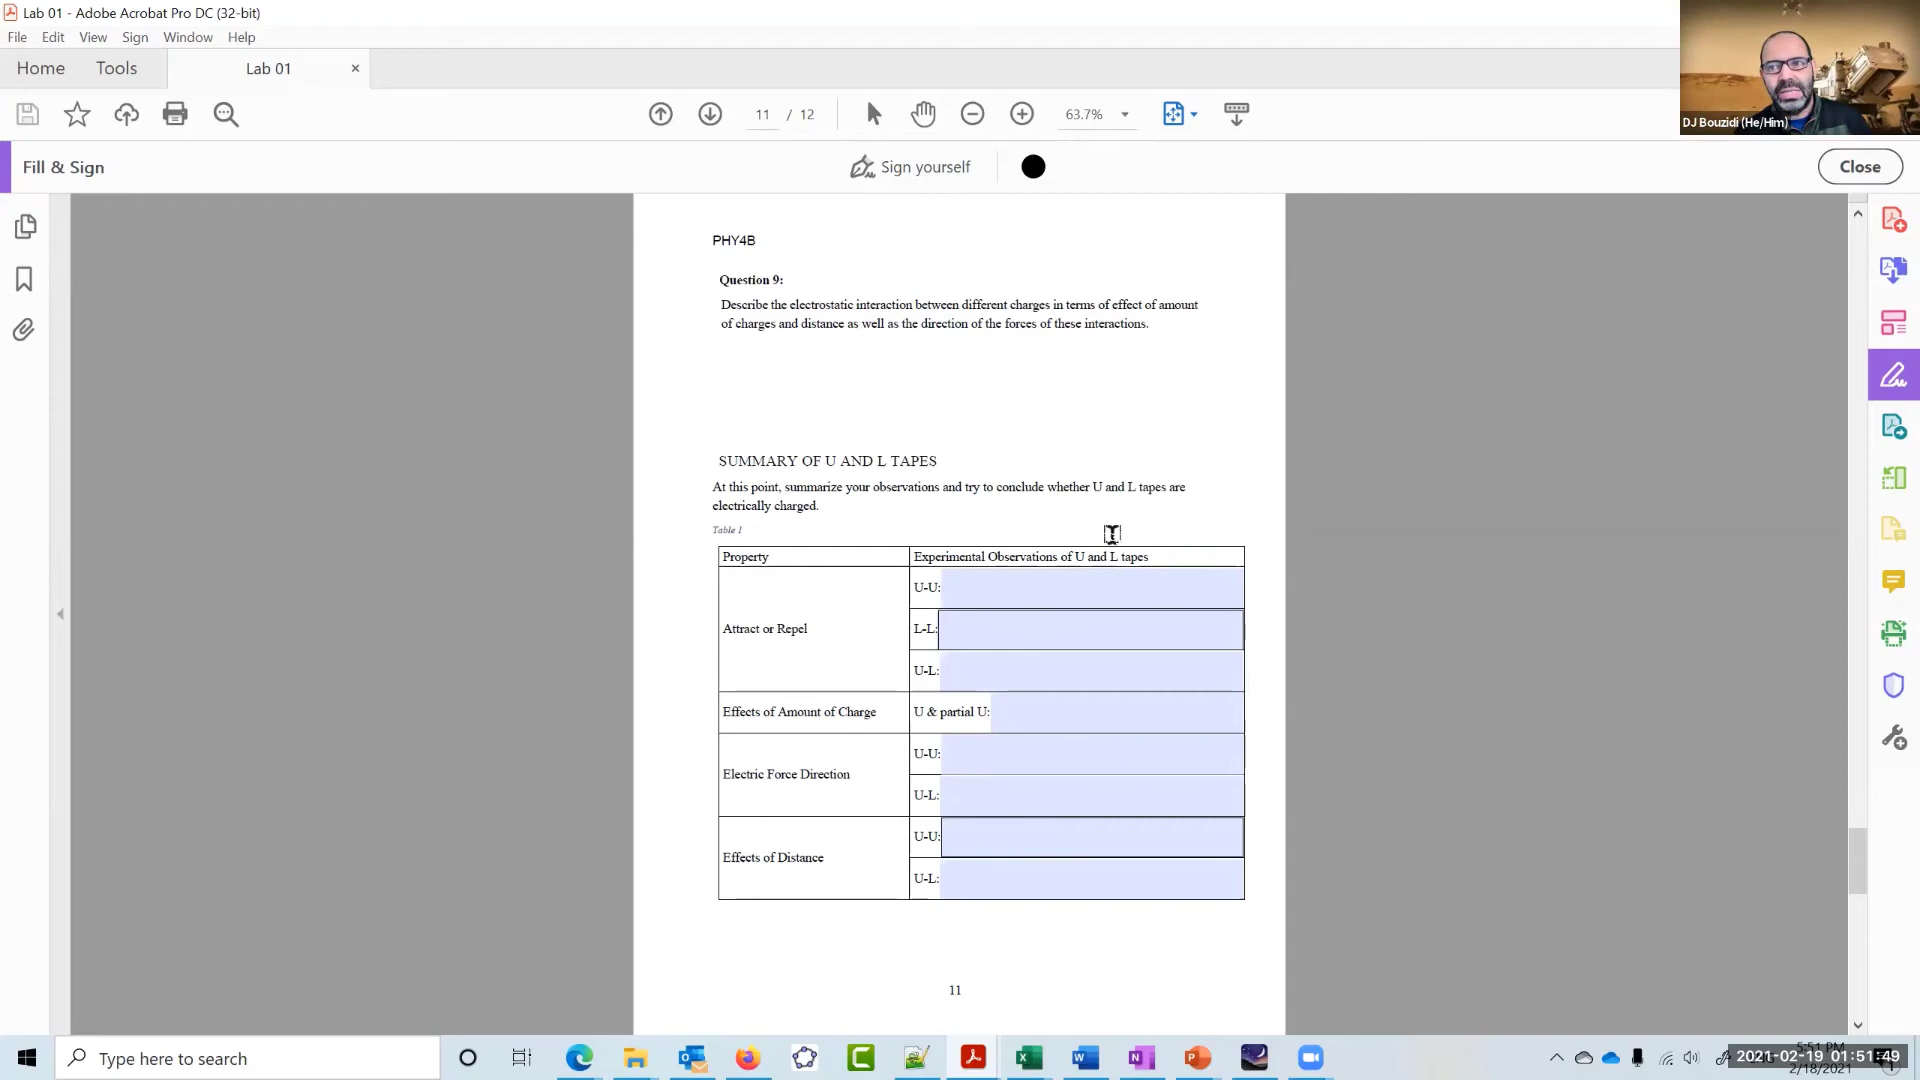 Lab 01 - Adobe Acrobat Pro DC (32-bit)
File Edit View Sign Window Help
Home Tools Lab 01 ×
11 / 12 63.7%
DJ Bouzidi (He/Him)
Fill & Sign Sign yourself Close
PHY4B
Question 9:
Describe the electrostatic interaction between different charges in terms of effect of amount
of charges and distance as well as the direction of the forces of these interactions.
SUMMARY OF U AND L TAPES
At this point, summarize your observations and try to conclude whether U and L tapes are
electrically charged.
Table 1
Property Experimental Observations of U and L tapes
Attract or Repel
U-U:
L-L:
U-L:
Effects of Amount of Charge U & partial U:
Electric Force Direction
U-U:
U-L:
Effects of Distance
U-U:
U-L:
11
Type here to search
5:51 PM
2021-02-19 01:51:49
2/18/2021